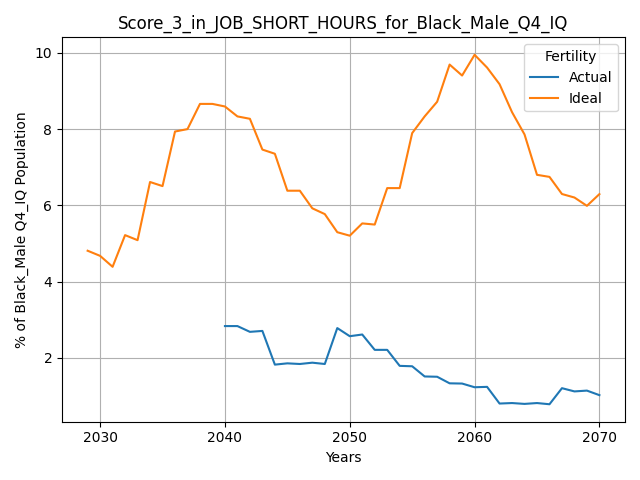 Score_3_in_JOB_SHORT_HOURS_for_Black_Male_Q4_IQ
Fertility
Actual
Ideal
% of Black_Male Q4_IQ Population
10
8
6
4
2
2030
2040
2050
2060
2070
Years